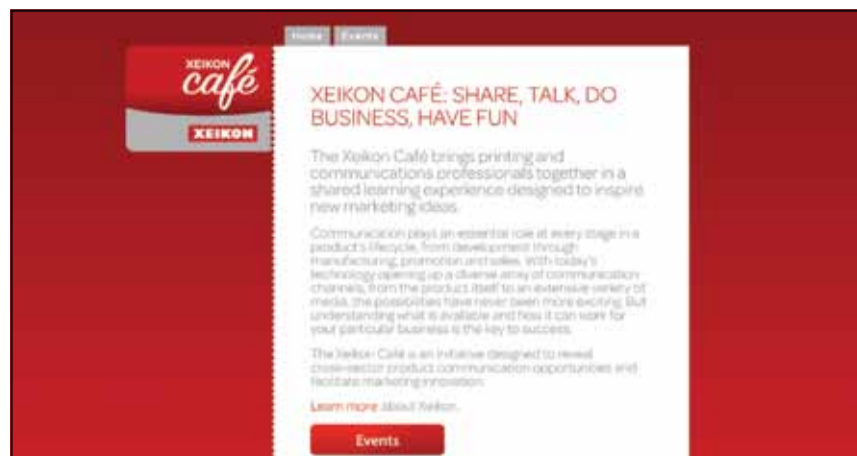 Home Events
XEIKON
café
XEIKON
XEIKON CAFÉ: SHARE, TALK, DO
BUSINESS, HAVE FUN
The Xeikon Café brings printing and
communications professionals together in a
shared learning experience designed to inspire
new marketing ideas.
Communication plays an essential role at every stage in a
product's lifecycle, from development through
manufacturing, promotion and sales. With today's
technology opening up a diverse array of communication
channels, from the product itself to an extensive variety of
media, the possibilities have never been more exciting. But
understanding what is available and how it can work for
your particular business is the key to success.
The Xeikon Café is an initiative designed to reveal
cross-sector product communication opportunities and
facilitate marketing innovation.
Learn more about Xeikon.
Events